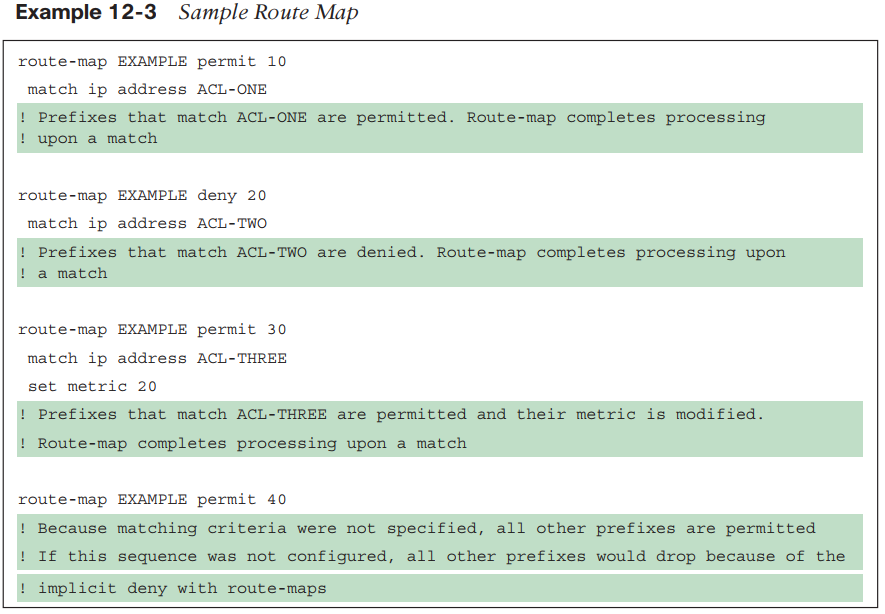 Example 12-3 Sample Route Map
route-map EXAMPLE permit 10
match ip address ACL-ONE
! Prefixes that match ACL-ONE are permitted. Route-map completes processing
! upon a match
route-map EXAMPLE deny 20
match ip address ACL-TWO
! Prefixes that match ACL-TWO are denied. Route-map completes processing upon
! a match
route-map EXAMPLE permit 30
match ip address ACL-THREE
set metric 20
! Prefixes that match ACL-THREE are permitted and their metric is modified.
! Route-map completes processing upon a match
route-map EXAMPLE permit 40
! Because matching criteria were not specified, all other prefixes are permitted
! If this sequence was not configured, all other prefixes would drop because of the
! implicit deny with route-maps